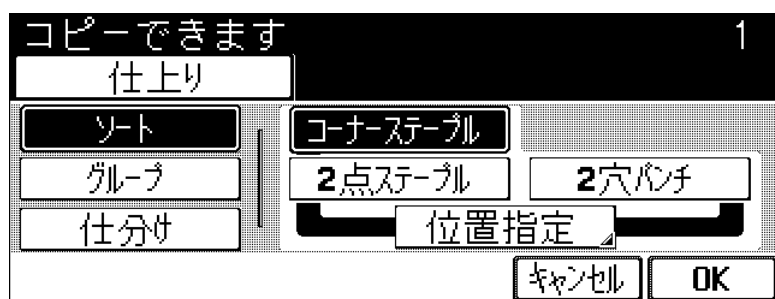 コピーできます 1
仕上り
ソート コーナーステープル
グループ 2点ステープル 2穴パンチ
仕分け 位置指定
キャンセル OK